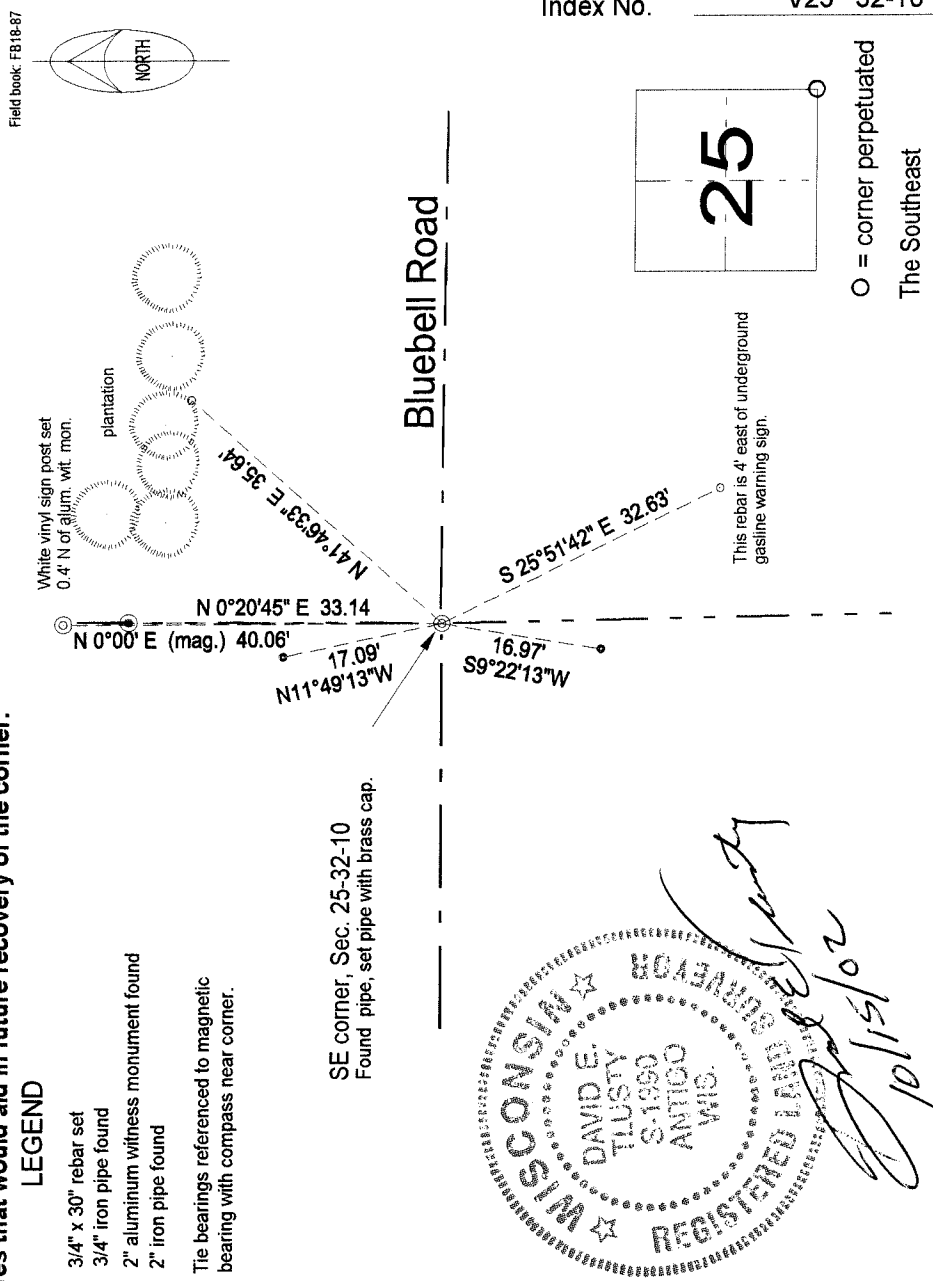 Index No.
V25 32-10
Field book: FB18-87
NORTH
es that would aid in future recovery of the corner.
LEGEND
3/4" x 30" rebar set
3/4" iron pipe found
2" aluminum witness monument found
2" iron pipe found
Tie bearings referenced to magnetic
bearing with compass near corner.
White vinyl sign post set
0.4' N of alum. wit. mon.
plantation
N 0°20'45" E 33.14
N 0°00' E (mag.) 40.06'
N 41°46'33" E 35.64'
17.09'
N11°49'13"W
16.97'
S9°22'13"W
S 25°51'42" E 32.63'
Bluebell Road
SE corner, Sec. 25-32-10
Found pipe, set pipe with brass cap.
This rebar is 4' east of underground
gasline warning sign.
25
O = corner perpetuated
The Southeast
WISCONSIN
DAVID E.
TLUSTY
S-1990
ANTIGO
WIS.
REGISTERED LAND SURVEYOR
10/15/02